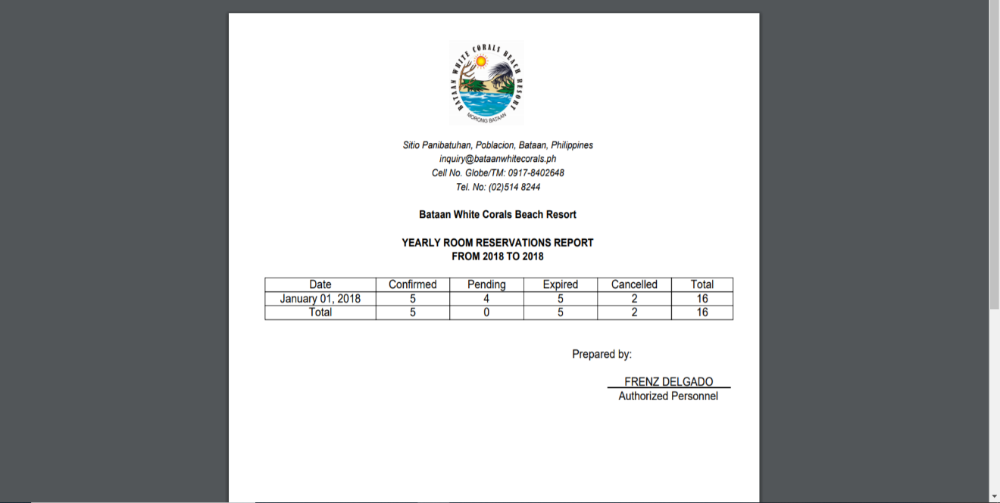 BATAAN WHITE CORALS BEACH RESORT
MORONG BATAAN
Sitio Panibatuhan, Poblacion, Bataan, Philippines
inquiry@bataanwhitecorals.ph
Cell No. Globe/TM: 0917-8402648
Tel. No: (02)514 8244
Bataan White Corals Beach Resort
YEARLY ROOM RESERVATIONS REPORT
FROM 2018 TO 2018
Date Confirmed Pending Expired Cancelled Total
January 01, 2018 5 4 5 2 16
Total 5 0 5 2 16
Prepared by:
FRENZ DELGADO
Authorized Personnel